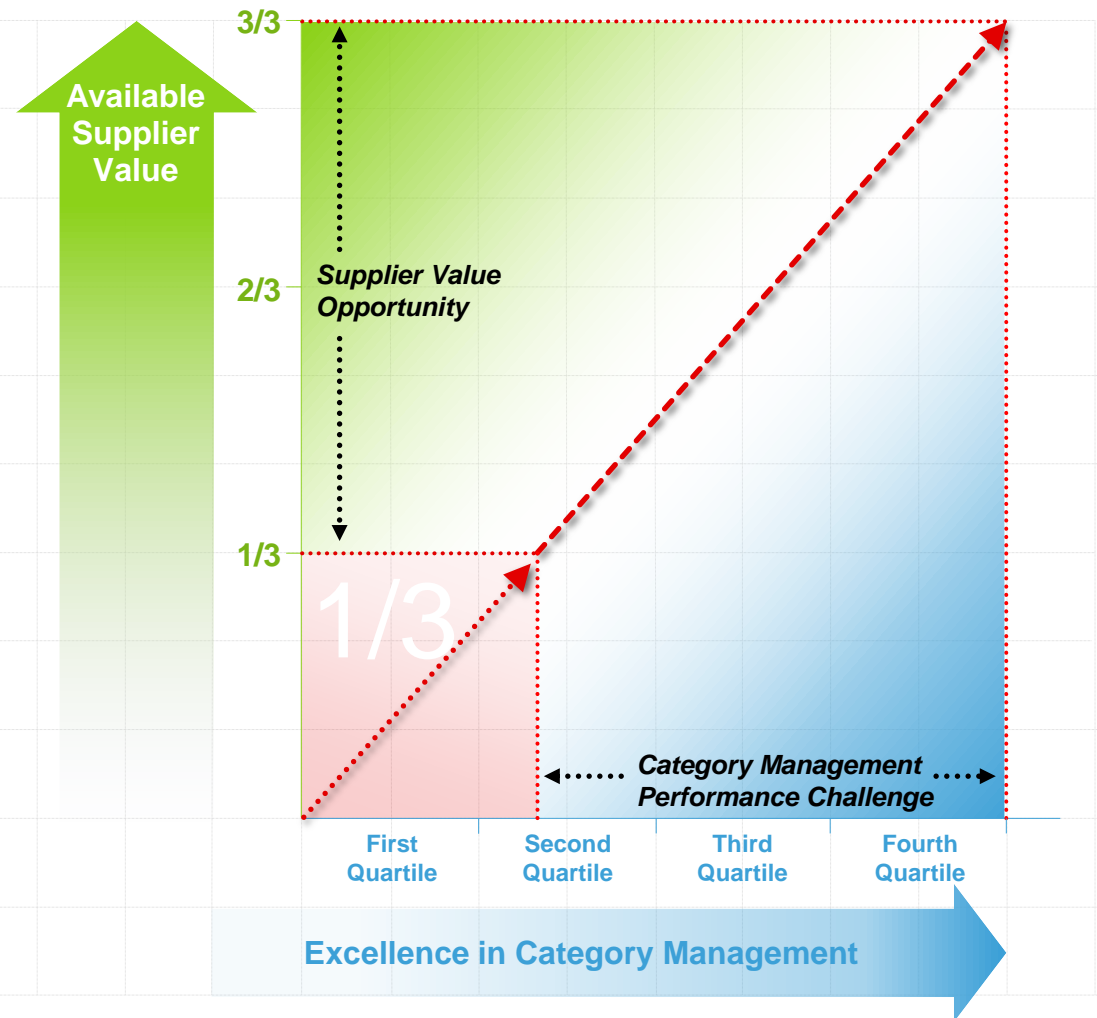 3/3
Available
Supplier
Value
Supplier Value
Opportunity
2/3
1/3
1/3
Category Management
Performance Challenge
First
Quartile
Second
Quartile
Third
Quartile
Fourth
Quartile
Excellence in Category Management